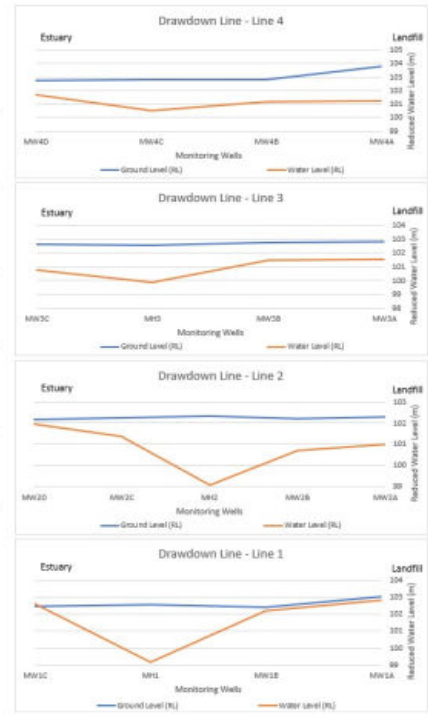 Drawdown Line - Line 4
Estuary
Landfill
105
104
103
102
101
100
99
Reduced Water Level (m)
MW4D MW4C MW4B MW4A
Monitoring Wells
Ground Level (RL) Water Level (RL)
Drawdown Line - Line 3
Estuary
Landfill
104
103
102
101
100
99
98
Reduced Water Level (m)
MW3C MH3 MW3B MW3A
Monitoring Wells
Ground Level (RL) Water Level (RL)
Drawdown Line - Line 2
Estuary
Landfill
103
102
101
100
99
Reduced Water Level (m)
MW2D MW2C MH2 MW2B MW2A
Monitoring Wells
Ground Level (RL) Water Level (RL)
Drawdown Line - Line 1
Estuary
Landfill
104
103
102
101
100
99
Reduced Water Level (m)
MW1C MH1 MW1B MW1A
Monitoring Wells
Ground Level (RL) Water Level (RL)